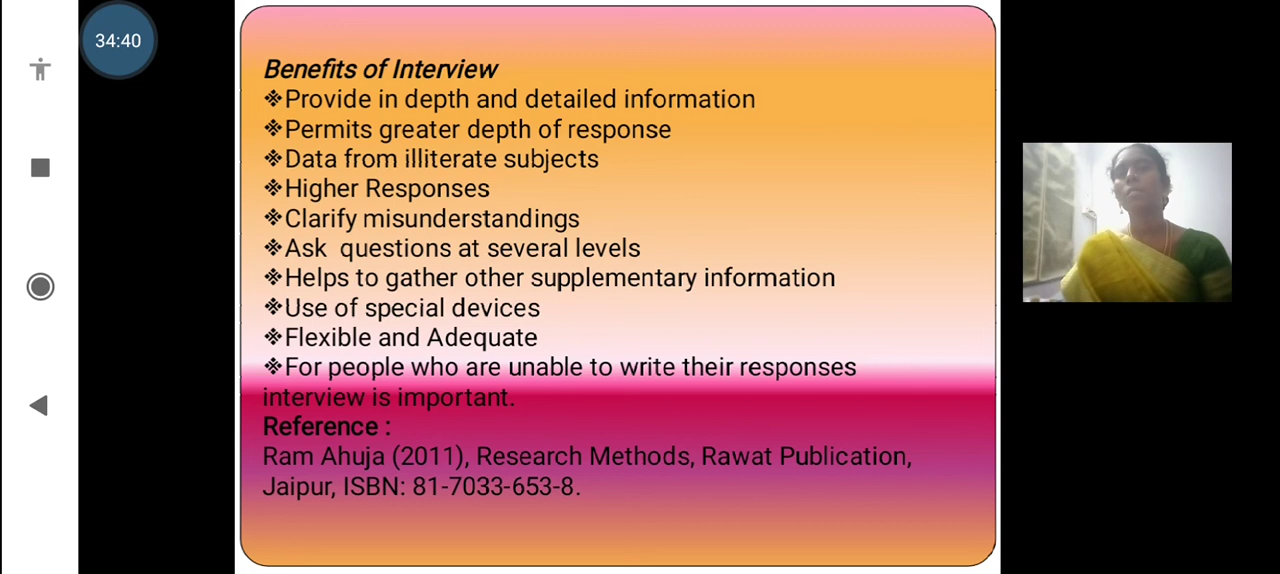 34:40
Benefits of Interview
❖Provide in depth and detailed information
❖Permits greater depth of response
❖Data from illiterate subjects
❖Higher Responses
❖Clarify misunderstandings
❖Ask  questions at several levels
❖Helps to gather other supplementary information
❖Use of special devices
❖Flexible and Adequate
❖For people who are unable to write their responses
interview is important.
Reference :
Ram Ahuja (2011), Research Methods, Rawat Publication,
Jaipur, ISBN: 81-7033-653-8.